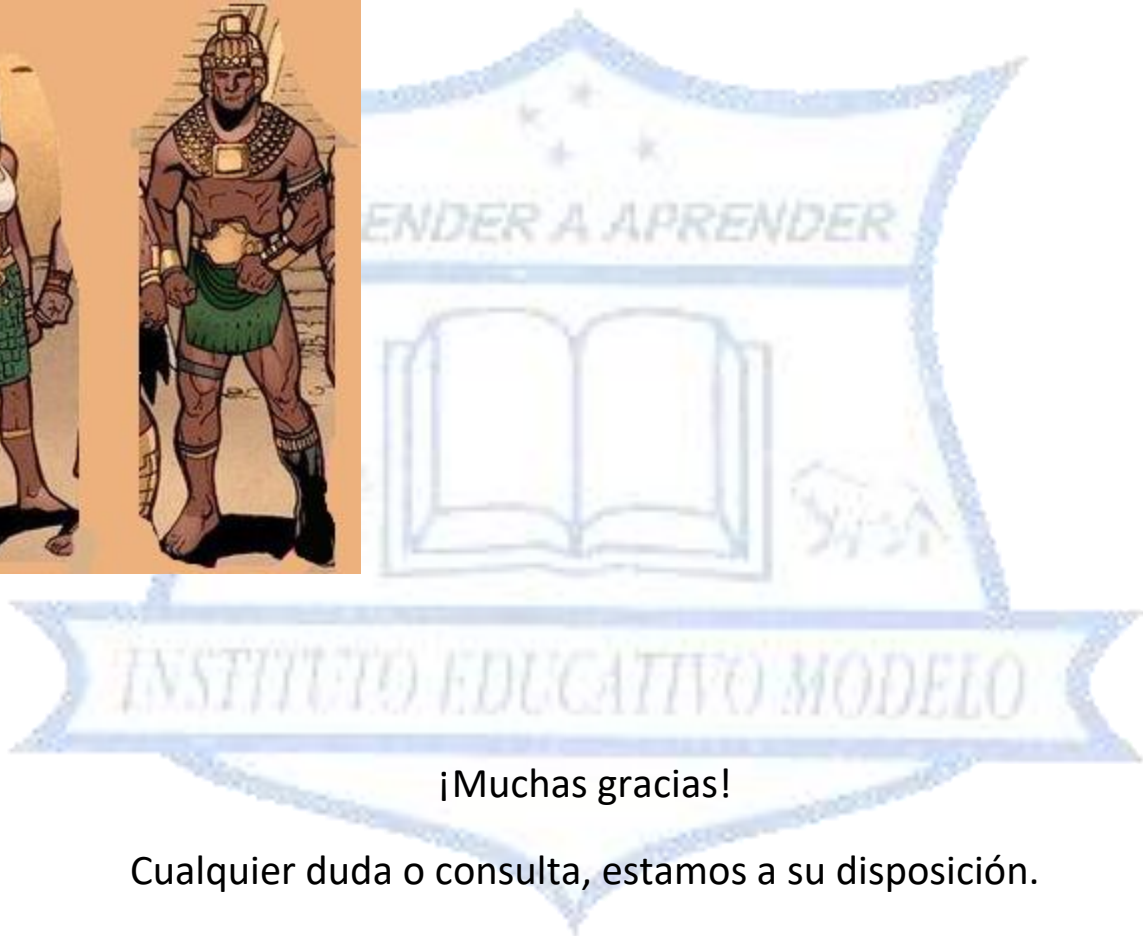 ENDER A APRENDER
INSTITUTO EDUCATIVO MODELO
¡Muchas gracias!
Cualquier duda o consulta, estamos a su disposición.